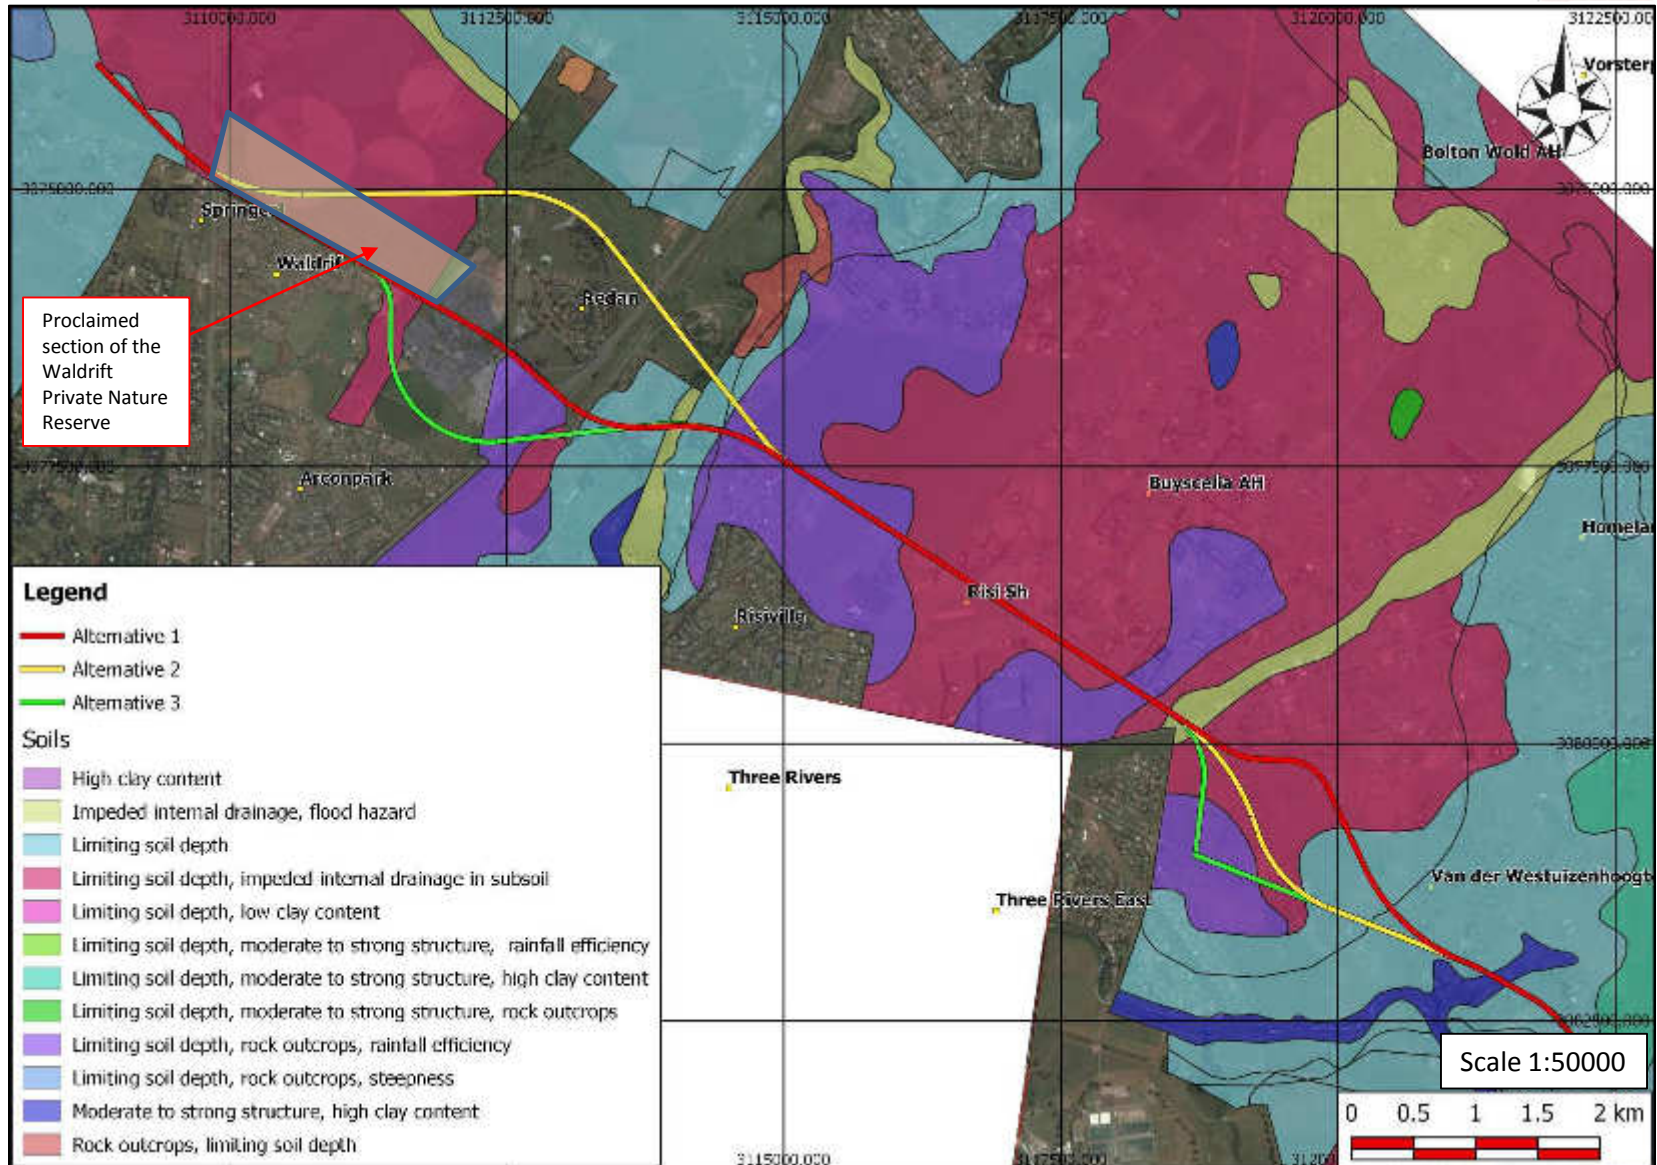 3110000.000
3112500.000
3115000.000
3117500.000
3120000.000
3122500.00
Vorsterp
Bolton Wold AH
3075000.000
Waldrif
Redan
Proclaimed
section of the
Waldrift
Private Nature
Reserve
Arconpark
Buyscelia AH
Homelan
Risi Sh
Risiville
Legend
Alternative 1
Alternative 2
Alternative 3
Soils
High clay content
Impeded internal drainage, flood hazard
Limiting soil depth
Limiting soil depth, impeded internal drainage in subsoil
Limiting soil depth, low clay content
Limiting soil depth, moderate to strong structure, rainfall efficiency
Limiting soil depth, moderate to strong structure, high clay content
Limiting soil depth, moderate to strong structure, rock outcrops
Limiting soil depth, rock outcrops, rainfall efficiency
Limiting soil depth, rock outcrops, steepness
Moderate to strong structure, high clay content
Rock outcrops, limiting soil depth
Three Rivers
Three Rivers East
Van der Westuizenhoogt
Scale 1:50000
0 0.5 1 1.5 2 km
3115000.000
3117500.000